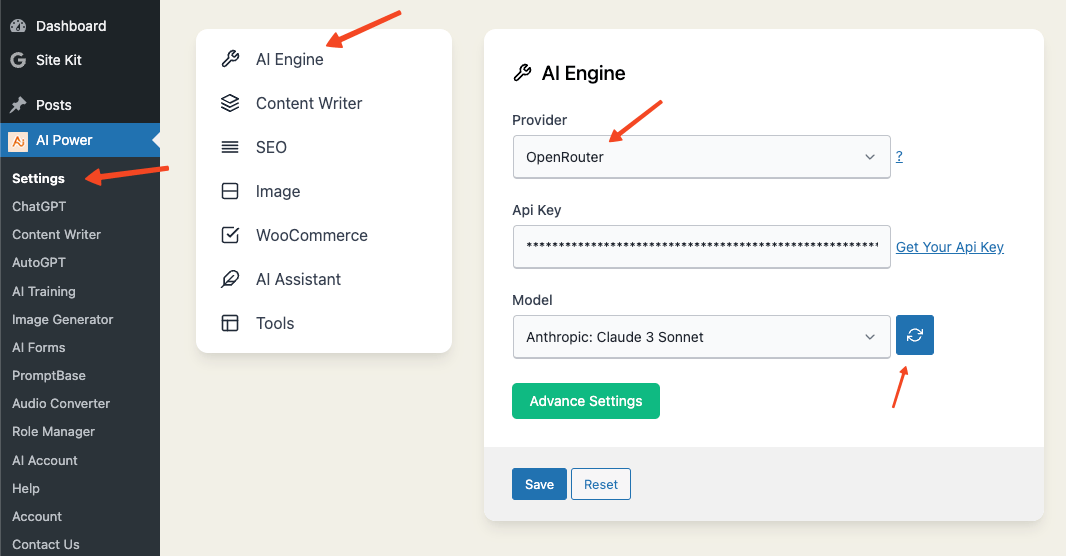 Dashboard
Site Kit
Posts
AI Power
Settings
ChatGPT
Content Writer
AutoGPT
AI Training
Image Generator
AI Forms
PromptBase
Audio Converter
Role Manager
AI Account
Help
Account
Contact Us
AI Engine
Content Writer
SEO
Image
WooCommerce
AI Assistant
Tools
AI Engine
Provider
OpenRouter
?
Api Key
*******************************************************
Get Your Api Key
Model
Anthropic: Claude 3 Sonnet
Advance Settings
Save
Reset